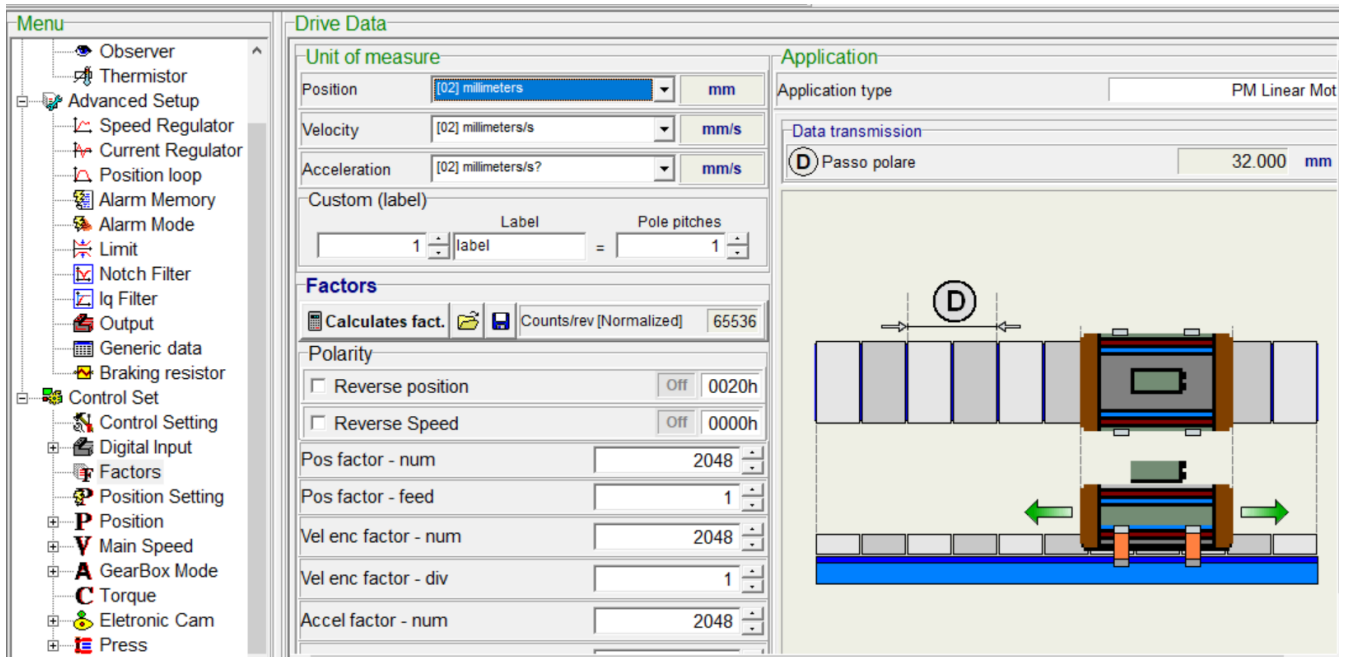 Menu
Observer
Thermistor
Advanced Setup
Speed Regulator
Current Regulator
Position loop
Alarm Memory
Alarm Mode
Limit
Notch Filter
Iq Filter
Output
Generic data
Braking resistor
Control Set
Control Setting
Digital Input
Factors
Position Setting
P Position
V Main Speed
A GearBox Mode
C Torque
Eletronic Cam
Press
Drive Data
Unit of measure
Position [02] millimeters mm
Velocity [02] millimeters/s mm/s
Acceleration [02] millimeters/s? mm/s
Custom (label)
Label Pole pitches
1 label = 1
Factors
Calculates fact. Counts/rev [Normalized] 65536
Polarity
Reverse position Off 0020h
Reverse Speed Off 0000h
Pos factor - num 2048
Pos factor - feed 1
Vel enc factor - num 2048
Vel enc factor - div 1
Accel factor - num 2048
Application
Application type PM Linear Mot
Data transmission
D Passo polare 32.000 mm
D